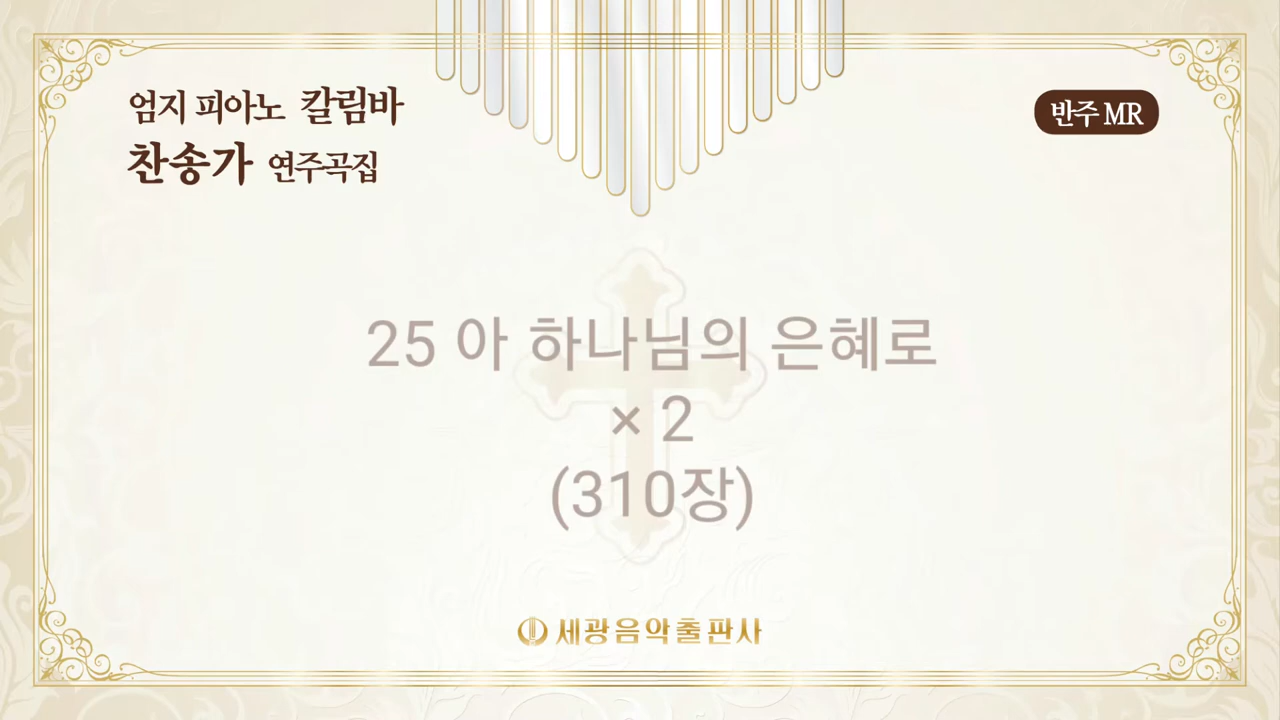 엄지 피아노 칼림바
찬송가 연주곡집
반주 MR
25 아 하나님의 은혜로
× 2
(310장)
세광음악출판사